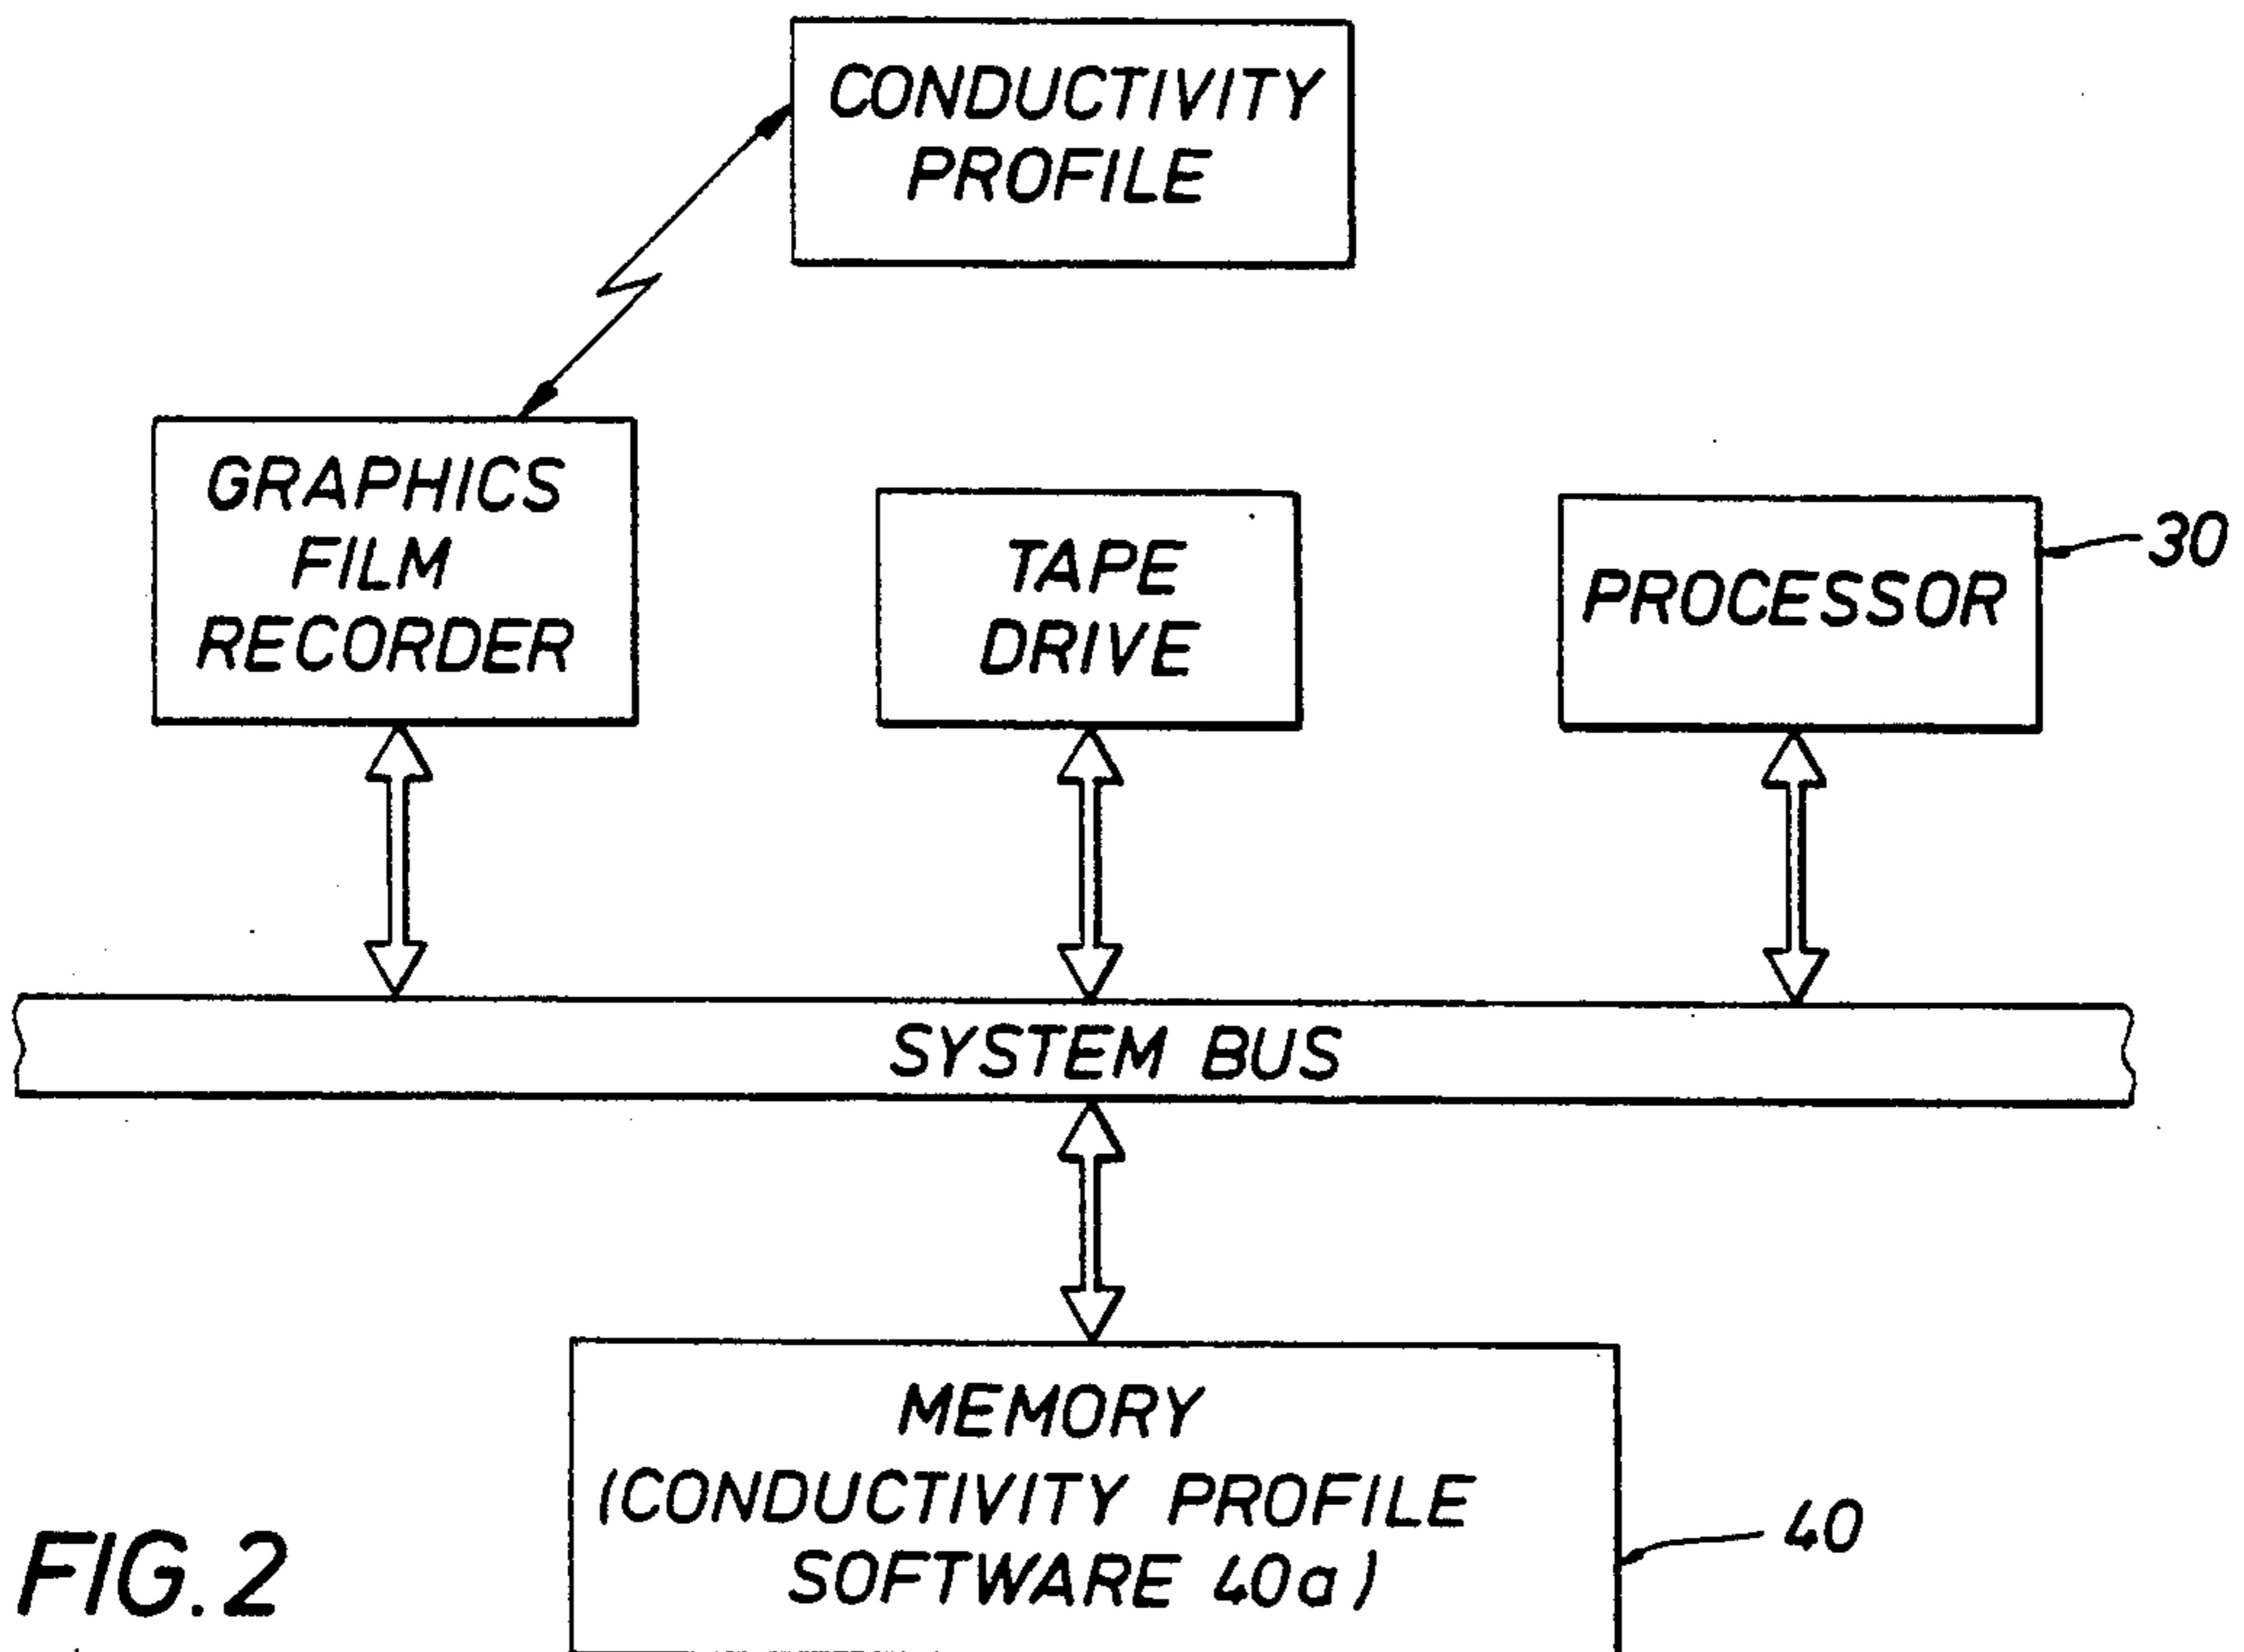 CONDUCTIVITY
PROFILE
GRAPHICS
FILM
RECORDER
TAPE
DRIVE
PROCESSOR
30
SYSTEM BUS
MEMORY
(CONDUCTIVITY PROFILE
SOFTWARE 40a)
40
FIG.2